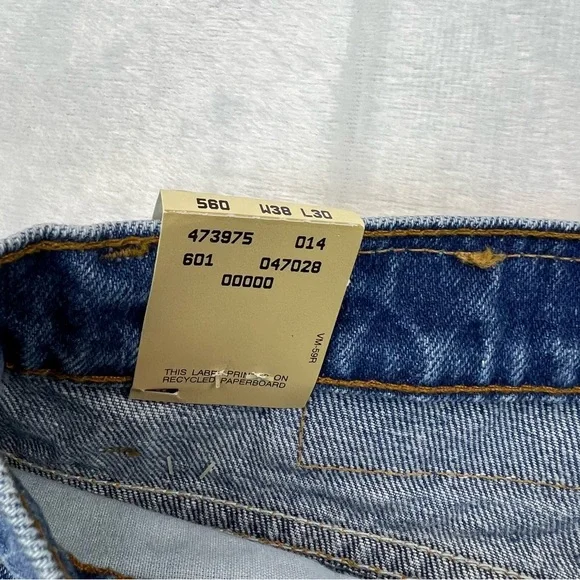 560 W38 L30
473975 014
601 047028
00000
VM-59R
THIS LABEL PRINTED ON
RECYCLED PAPERBOARD